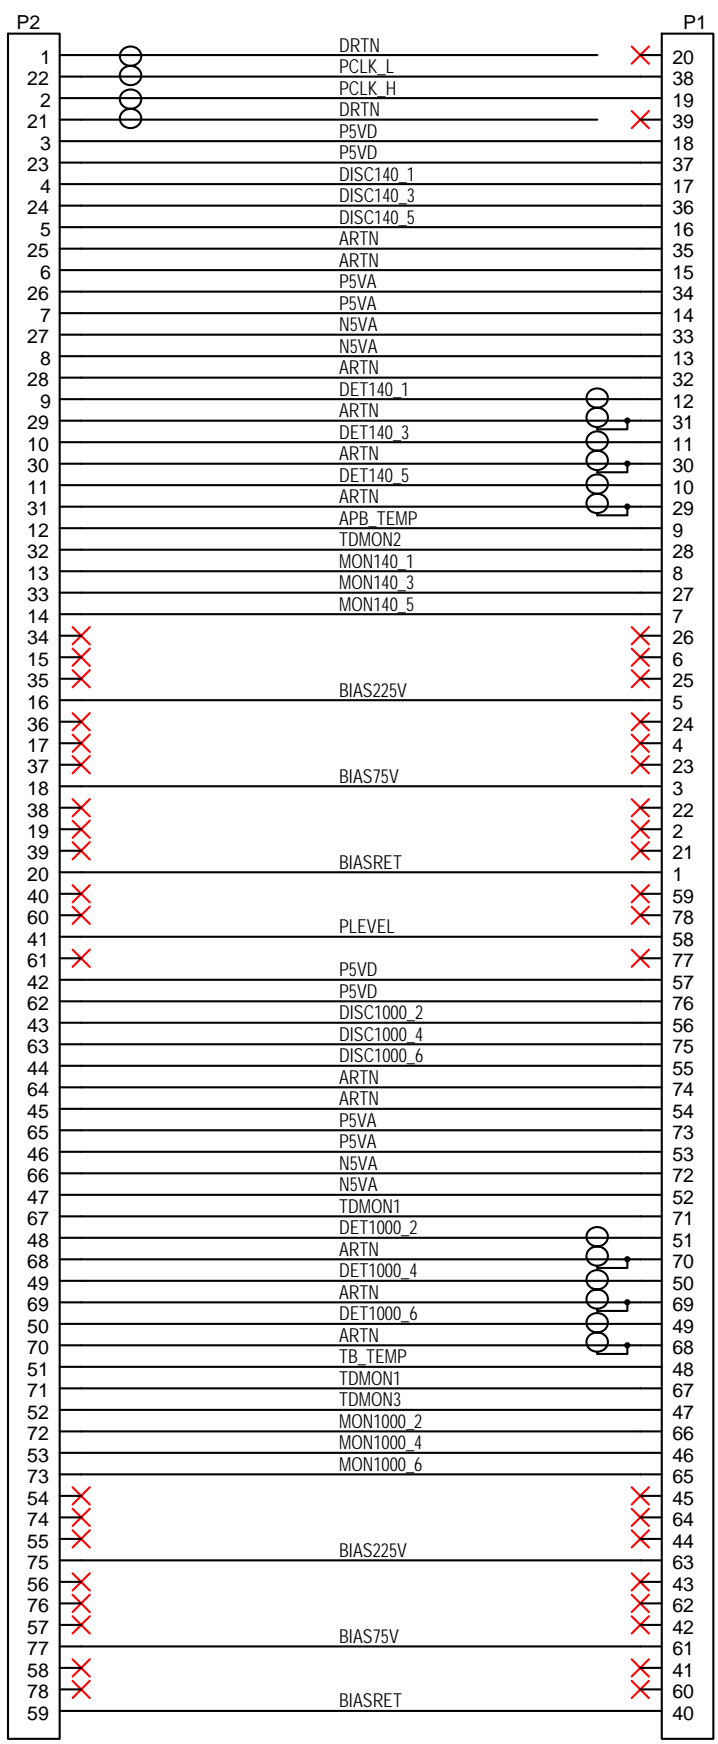 P2 P1
1 DRTN 20
22 PCLK_L 38
2 PCLK_H 19
21 DRTN 39
3 P5VD 18
23 P5VD 37
4 DISC140_1 17
24 DISC140_3 36
5 DISC140_5 16
25 ARTN 35
6 ARTN 15
26 P5VA 34
7 P5VA 14
27 N5VA 33
8 N5VA 13
28 ARTN 32
9 DET140_1 12
29 ARTN 31
10 DET140_3 11
30 ARTN 30
11 DET140_5 10
31 ARTN 29
12 APB_TEMP 9
32 TDMON2 28
13 MON140_1 8
33 MON140_3 27
14 MON140_5 7
34 26
15 6
35 25
16 BIAS225V 5
36 24
17 4
37 23
18 BIAS75V 3
38 22
19 2
39 21
20 BIASRET 1
40 59
60 78
41 PLEVEL 58
61 77
42 P5VD 57
62 P5VD 76
43 DISC1000_2 56
63 DISC1000_4 75
44 DISC1000_6 55
64 ARTN 74
45 ARTN 54
65 P5VA 73
46 P5VA 53
66 N5VA 72
47 N5VA 52
67 TDMON1 71
48 DET1000_2 51
68 ARTN 70
49 DET1000_4 50
69 ARTN 69
50 DET1000_6 49
70 ARTN 68
51 TB_TEMP 48
71 TDMON1 67
52 TDMON3 47
72 MON1000_2 66
53 MON1000_4 46
73 MON1000_6 65
54 45
74 64
55 44
75 BIAS225V 63
56 43
76 62
57 42
77 BIAS75V 61
58 41
78 60
59 BIASRET 40